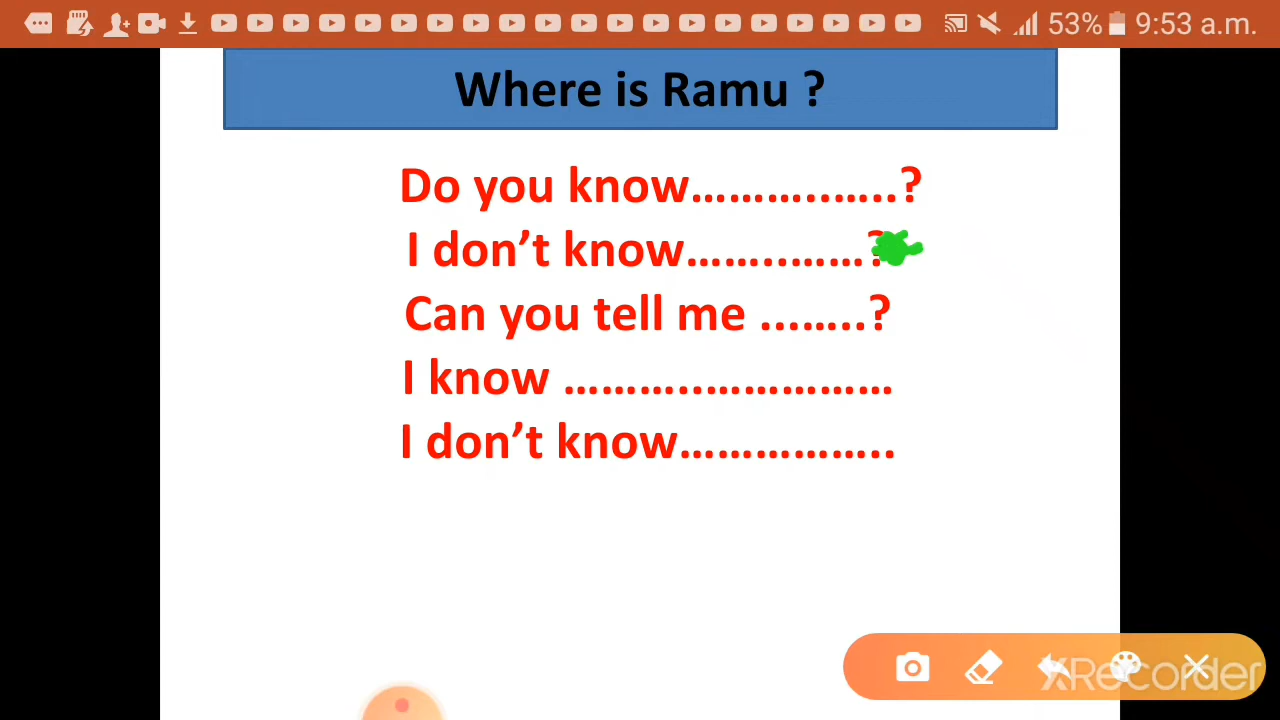 53% 9:53 a.m.
Where is Ramu ?
Do you know………..…..?
I don’t know……..……?
Can you tell me ...…..?
I know ………..……………
I don’t know……………..
XRecorder